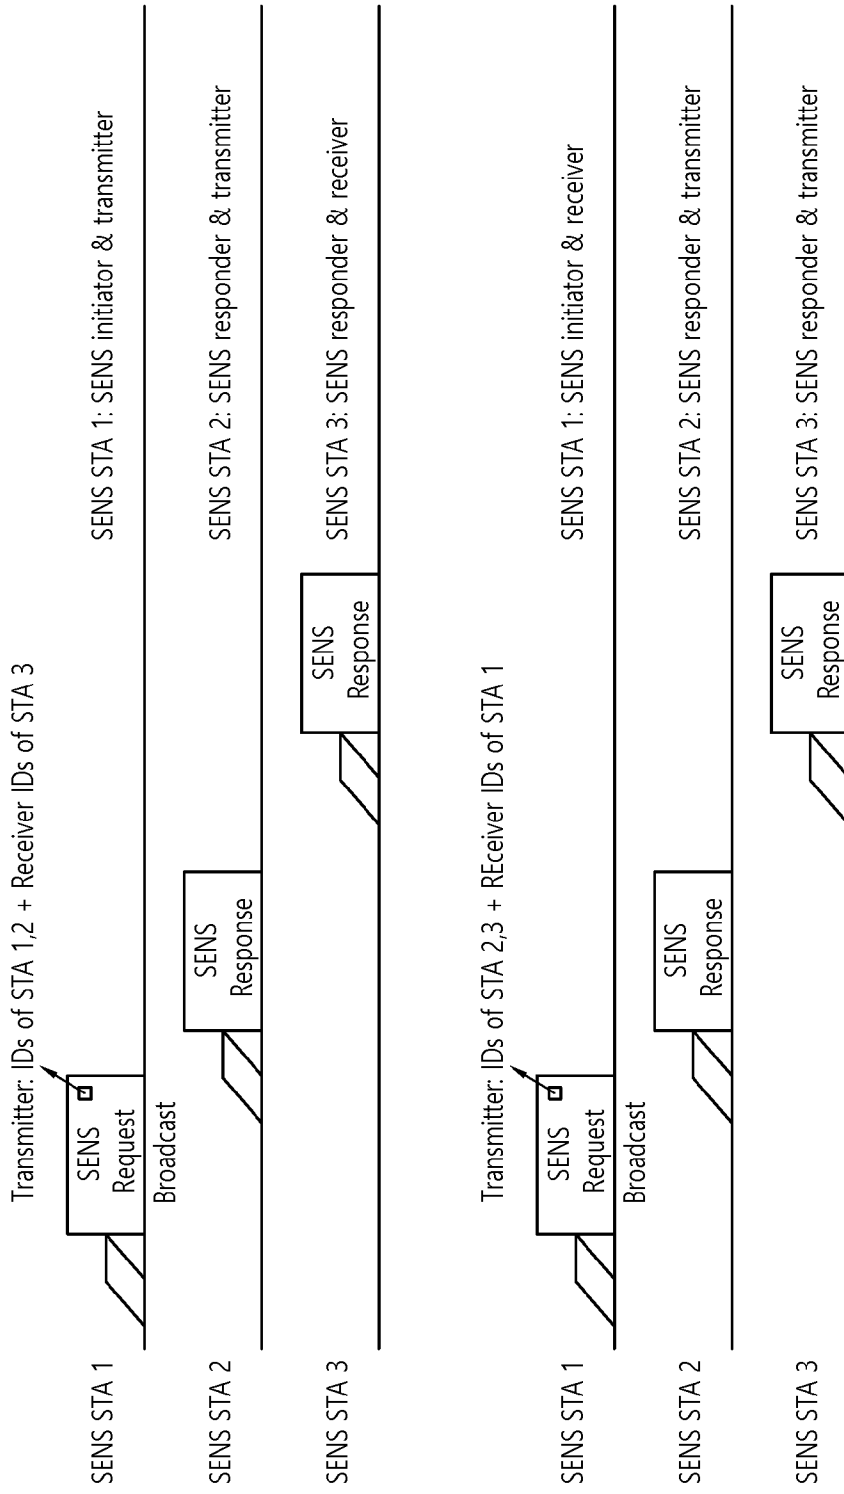 Transmitter: IDs of STA 1,2 + Receiver IDs of STA 3
SENS STA 1
SENS
Request
Broadcast
SENS STA 1: SENS initiator & transmitter
SENS STA 2
SENS
Response
SENS STA 2: SENS responder & transmitter
SENS STA 3
SENS
Response
SENS STA 3: SENS responder & receiver
Transmitter: IDs of STA 2,3 + REceiver IDs of STA 1
SENS STA 1
SENS
Request
Broadcast
SENS STA 1: SENS initiator & receiver
SENS STA 2
SENS
Response
SENS STA 2: SENS responder & transmitter
SENS STA 3
SENS
Response
SENS STA 3: SENS responder & transmitter